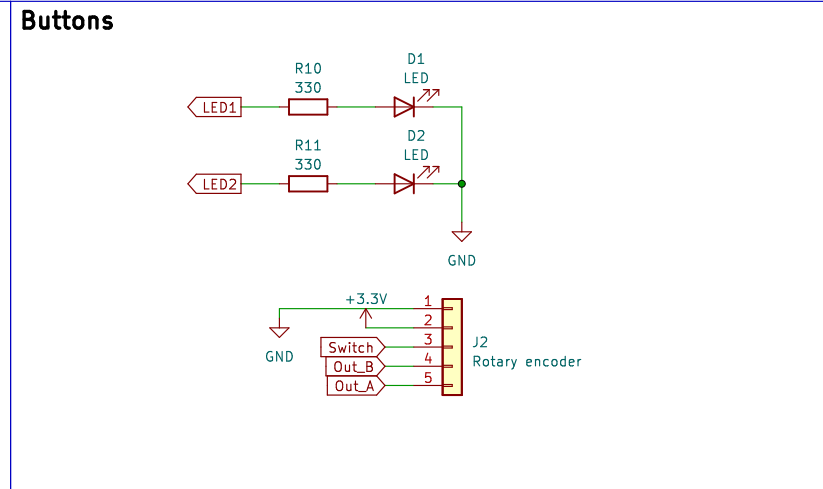 Buttons
D1
LED
R10
330
LED1
D2
LED
R11
330
LED2
GND
+3.3V
1
2
3
4
5
Switch
Out_B
Out_A
GND
J2
Rotary encoder